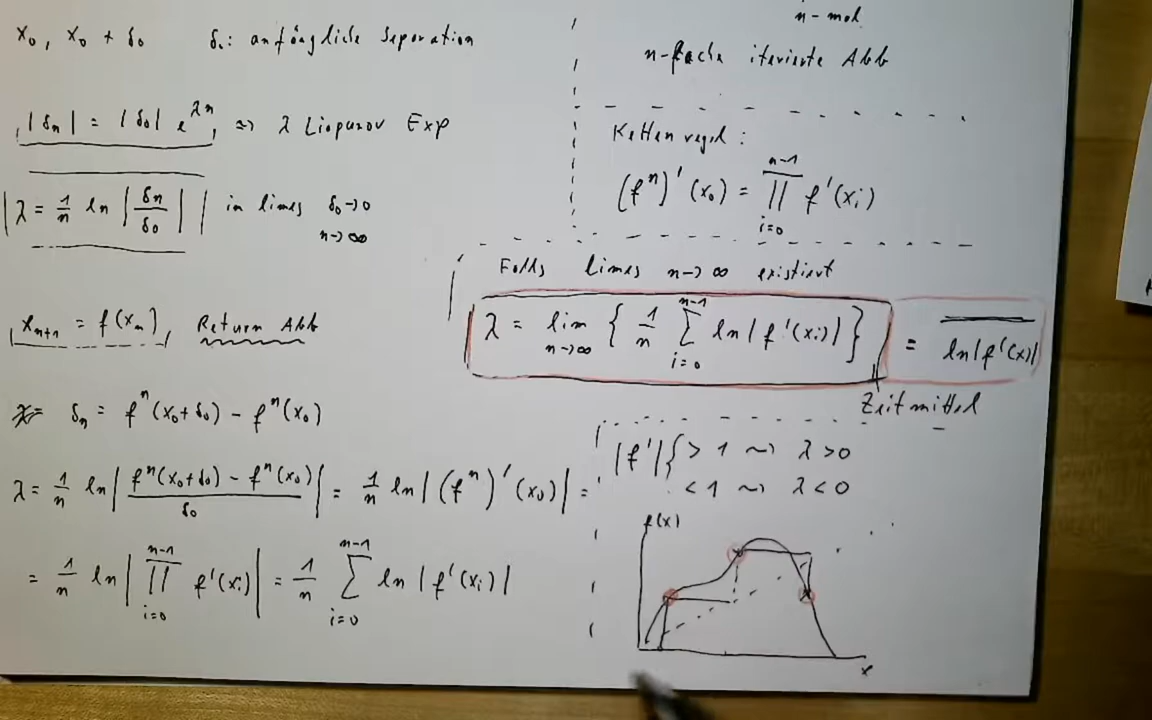 x₀, x₀ + δ₀   δ₀: anfängliche Separation
|δₙ| = |δ₀| e^{λn}, ⇒ λ Liapunov Exp
λ = 1/n ln |δₙ/δ₀| in limes δ₀→0
n→∞
xₙ₊₁ = f(xₙ), Return Abb
δₙ = fⁿ(x₀+δ₀) - fⁿ(x₀)
λ = 1/n ln |(fⁿ(x₀+δ₀) - fⁿ(x₀))/δ₀| = 1/n ln |(fⁿ)'(x₀)| =
= 1/n ln |∏_{i=0}^{n-1} f'(xᵢ)| = 1/n ∑_{i=0}^{n-1} ln |f'(xᵢ)|
n-mal
n-fache iterierte Abb
Kettenregel:
(fⁿ)'(x₀) = ∏_{i=0}^{n-1} f'(xᵢ)
Falls limes n→∞ existiert
λ = lim_{n→∞} { 1/n ∑_{i=0}^{n-1} ln |f'(xᵢ)| } = \overline{ln|f'(x)|}
Zeitmittel
|f'| { > 1 ⤳ λ>0
< 1 ⤳ λ<0
f(x)
x